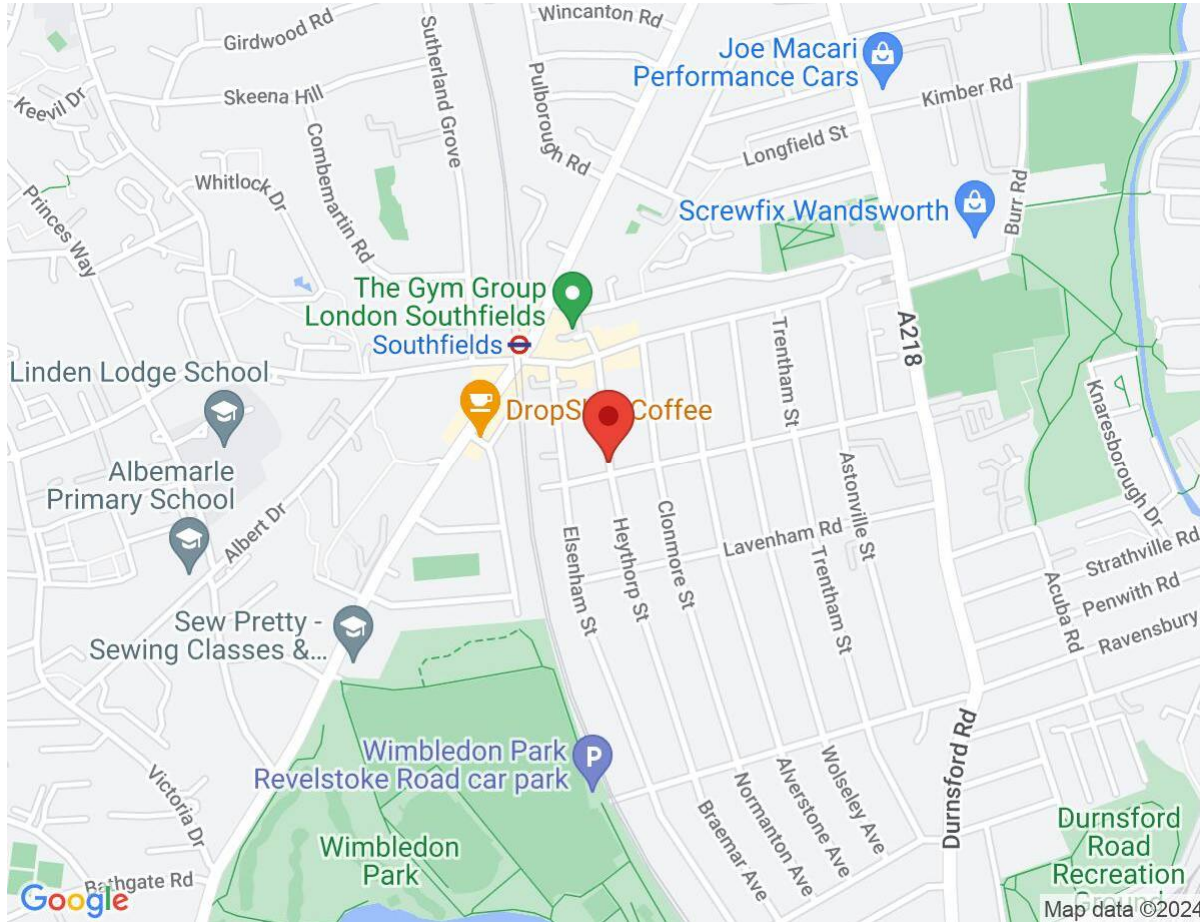 Wincanton Rd
Girdwood Rd
Sutherland Grove
Joe Macari
Performance Cars
Keevil Dr
Skeena Hill
Pulborough Rd
Kimber Rd
Combemartin Rd
Longfield St
Whitlock Dr
Princes Way
Screwfix Wandsworth
Burr Rd
The Gym Group
London Southfields
Southfields
A218
Trentham St
Linden Lodge School
DropSh
Coffee
Knaresborough Dr
Albemarle
Primary School
Astonville St
Albert Dr
Elsenham St
Heythorp St
Clonmore St
Lavenham Rd
Trentham St
Strathville Rd
Acuba Rd
Penwith Rd
Ravensbury
Sew Pretty -
Sewing Classes &...
Wimbledon Park
Revelstoke Road car park
P
Victoria Dr
Braemar Ave
Normanton Ave
Alverstone Ave
Wolseley Ave
Durnsford Rd
Wimbledon
Park
Durnsford
Road
Recreation
Bathgate Rd
Google
Map data ©2024